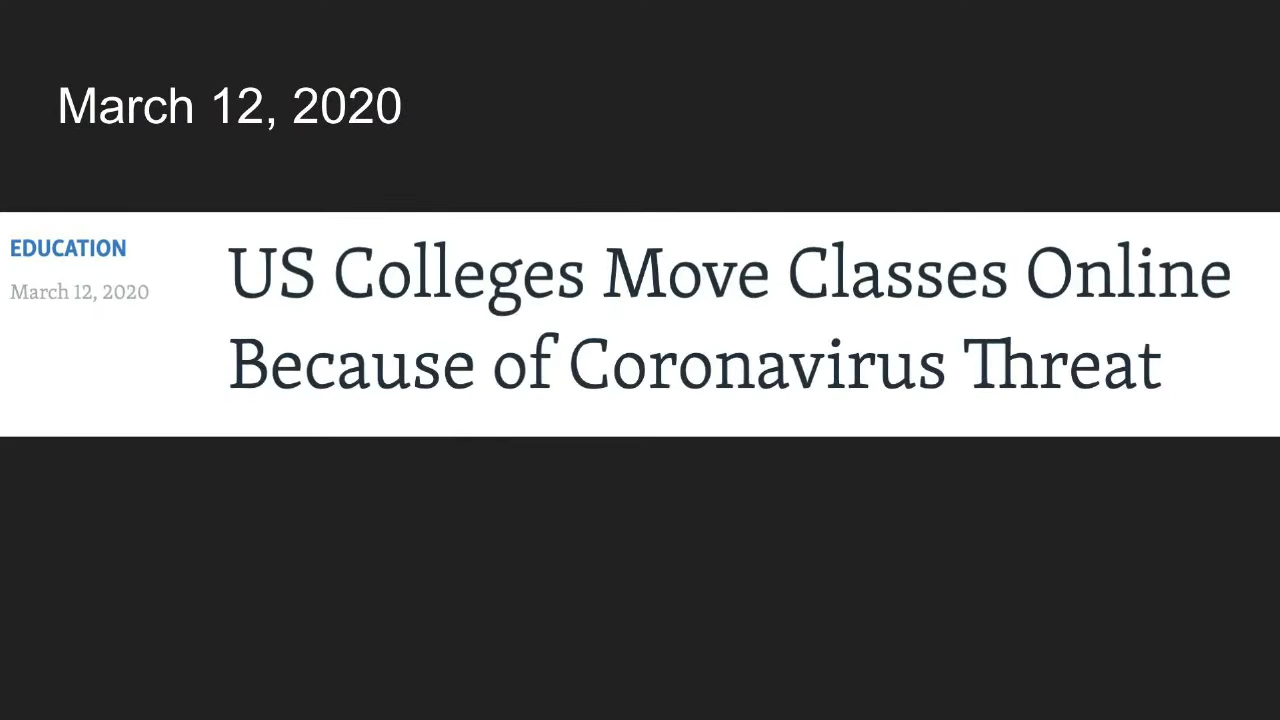 March 12, 2020
EDUCATION
March 12, 2020
US Colleges Move Classes Online
Because of Coronavirus Threat